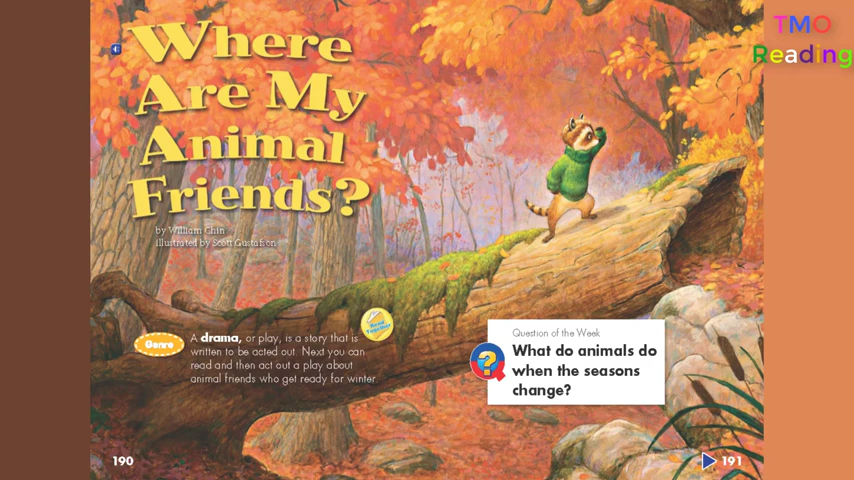 TMO
Reading
Where
Are My
Animal
Friends?
by William Chin
illustrated by Scott Gustafson
Read
Together
Genre
A drama, or play, is a story that is
written to be acted out. Next you can
read and then act out a play about
animal friends who get ready for winter.
Question of the Week
What do animals do
when the seasons
change?
190
191